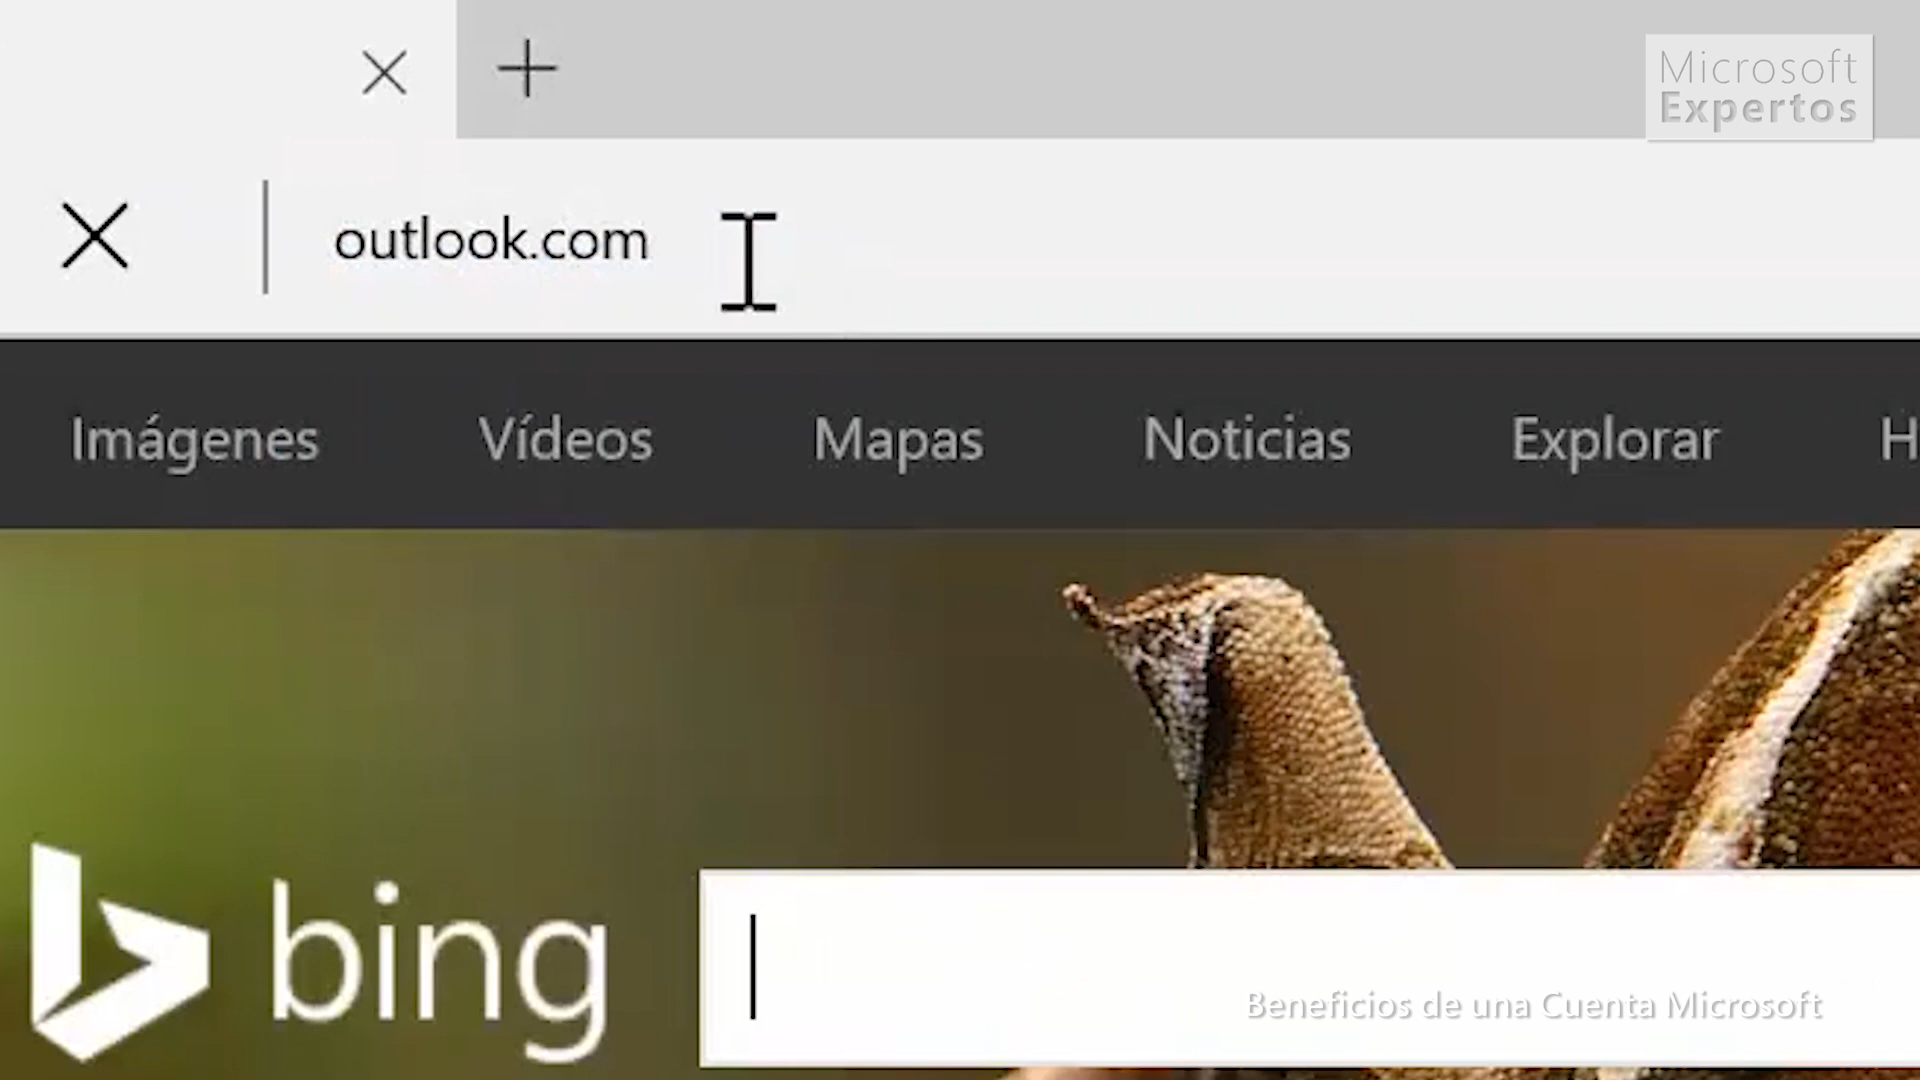 Microsoft
Expertos
outlook.com
Imágenes Vídeos Mapas Noticias Explorar H
bing
Beneficios de una Cuenta Microsoft